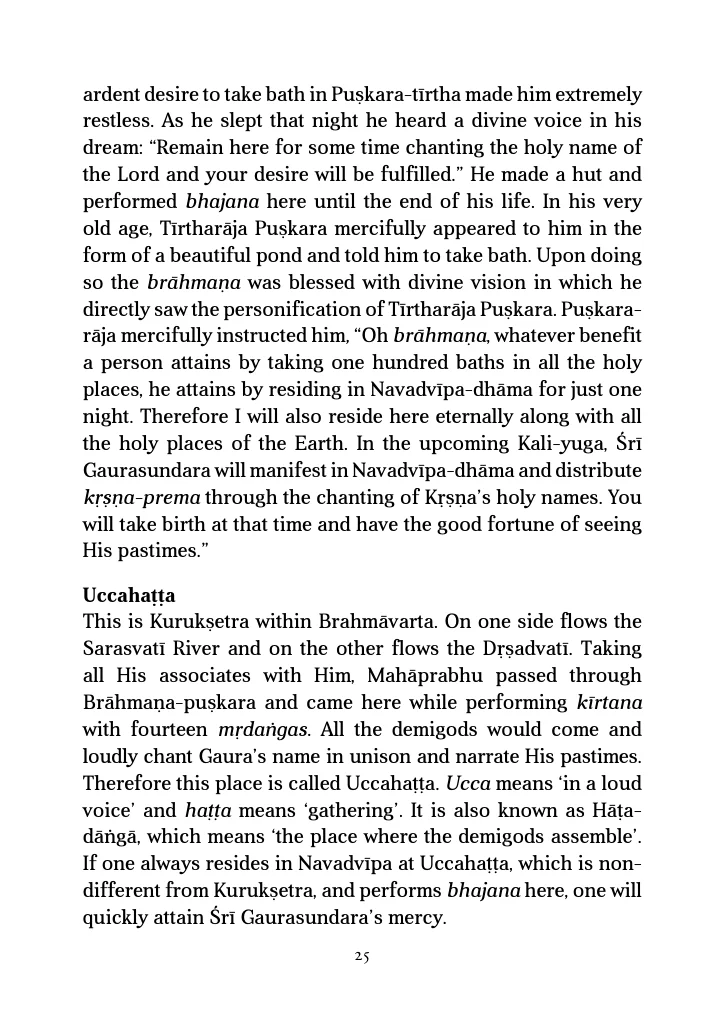 ardent desire to take bath in Puṣkara-tīrtha made him extremely
restless. As he slept that night he heard a divine voice in his
dream: “Remain here for some time chanting the holy name of
the Lord and your desire will be fulfilled.” He made a hut and
performed bhajana here until the end of his life. In his very
old age, Tīrtharāja Puṣkara mercifully appeared to him in the
form of a beautiful pond and told him to take bath. Upon doing
so the brāhmaṇa was blessed with divine vision in which he
directly saw the personification of Tīrtharāja Puṣkara. Puṣkara-
rāja mercifully instructed him, “Oh brāhmaṇa, whatever benefit
a person attains by taking one hundred baths in all the holy
places, he attains by residing in Navadvīpa-dhāma for just one
night. Therefore I will also reside here eternally along with all
the holy places of the Earth. In the upcoming Kali-yuga, Śrī
Gaurasundara will manifest in Navadvīpa-dhāma and distribute
kṛṣṇa-prema through the chanting of Kṛṣṇa’s holy names. You
will take birth at that time and have the good fortune of seeing
His pastimes.”
Uccahaṭṭa
This is Kurukṣetra within Brahmāvarta. On one side flows the
Sarasvatī River and on the other flows the Dṛṣadvatī. Taking
all His associates with Him, Mahāprabhu passed through
Brāhmaṇa-puṣkara and came here while performing kīrtana
with fourteen mṛdaṅgas. All the demigods would come and
loudly chant Gaura’s name in unison and narrate His pastimes.
Therefore this place is called Uccahaṭṭa. Ucca means ‘in a loud
voice’ and haṭṭa means ‘gathering’. It is also known as Hāṭa-
dāṅgā, which means ‘the place where the demigods assemble’.
If one always resides in Navadvīpa at Uccahaṭṭa, which is non-
different from Kurukṣetra, and performs bhajana here, one will
quickly attain Śrī Gaurasundara’s mercy.
25